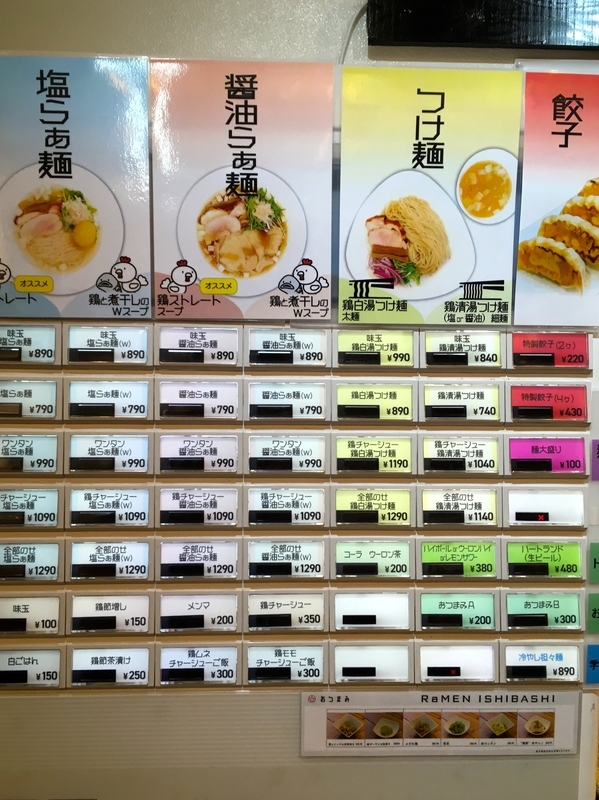 塩らぁ麺
醤油らぁ麺
つけ麺
餃子
オススメ
トレート
鶏と煮干しの
Wスープ
オススメ
鶏ストレート
スープ
鶏と煮干しの
Wスープ
鶏白湯つけ麺
太麺
鶏清湯つけ麺
(塩or醤油) 細麺
味玉
塩らぁ麺
¥890
味玉
塩らぁ麺(w)
¥890
味玉
醤油らぁ麺
¥890
味玉
醤油らぁ麺(w)
¥890
味玉
鶏白湯つけ麺
¥990
味玉
鶏清湯つけ麺
¥840
特製餃子(2ヶ)
¥220
塩らぁ麺
¥790
塩らぁ麺(w)
¥790
醤油らぁ麺
¥790
醤油らぁ麺(w)
¥790
鶏白湯つけ麺
¥890
鶏清湯つけ麺
¥740
特製餃子(4ヶ)
¥430
ワンタン
塩らぁ麺
¥990
ワンタン
塩らぁ麺(w)
¥990
ワンタン
醤油らぁ麺
¥990
ワンタン
醤油らぁ麺(w)
¥990
鶏チャーシュー
鶏白湯つけ麺
¥1190
鶏チャーシュー
鶏清湯つけ麺
¥1040
麺大盛り
¥100
チャーシュー
塩らぁ麺
¥1090
鶏チャーシュー
塩らぁ麺(w)
¥1090
鶏チャーシュー
醤油らぁ麺
¥1090
鶏チャーシュー
醤油らぁ麺(w)
¥1090
全部のせ
鶏白湯つけ麺
¥1290
全部のせ
鶏清湯つけ麺
¥1140
全部のせ
塩らぁ麺
¥1290
全部のせ
塩らぁ麺(w)
¥1290
全部のせ
醤油らぁ麺
¥1290
全部のせ
醤油らぁ麺(w)
¥1290
コーラ ウーロン茶
¥200
ハイボールorウーロンハイ
orレモンサワー
¥380
ハートランド
(生ビール)
¥480
味玉
¥100
鶏節増し
¥150
メンマ
¥200
鶏チャーシュー
¥350
おつまみA
¥200
おつまみB
¥300
白ごはん
¥150
鶏節茶漬け
¥250
鶏ムネ
チャーシューご飯
¥300
鶏モモ
チャーシューご飯
¥300
冷やし担々麺
¥890
おつまみ
RaMEN ISHIBASHI